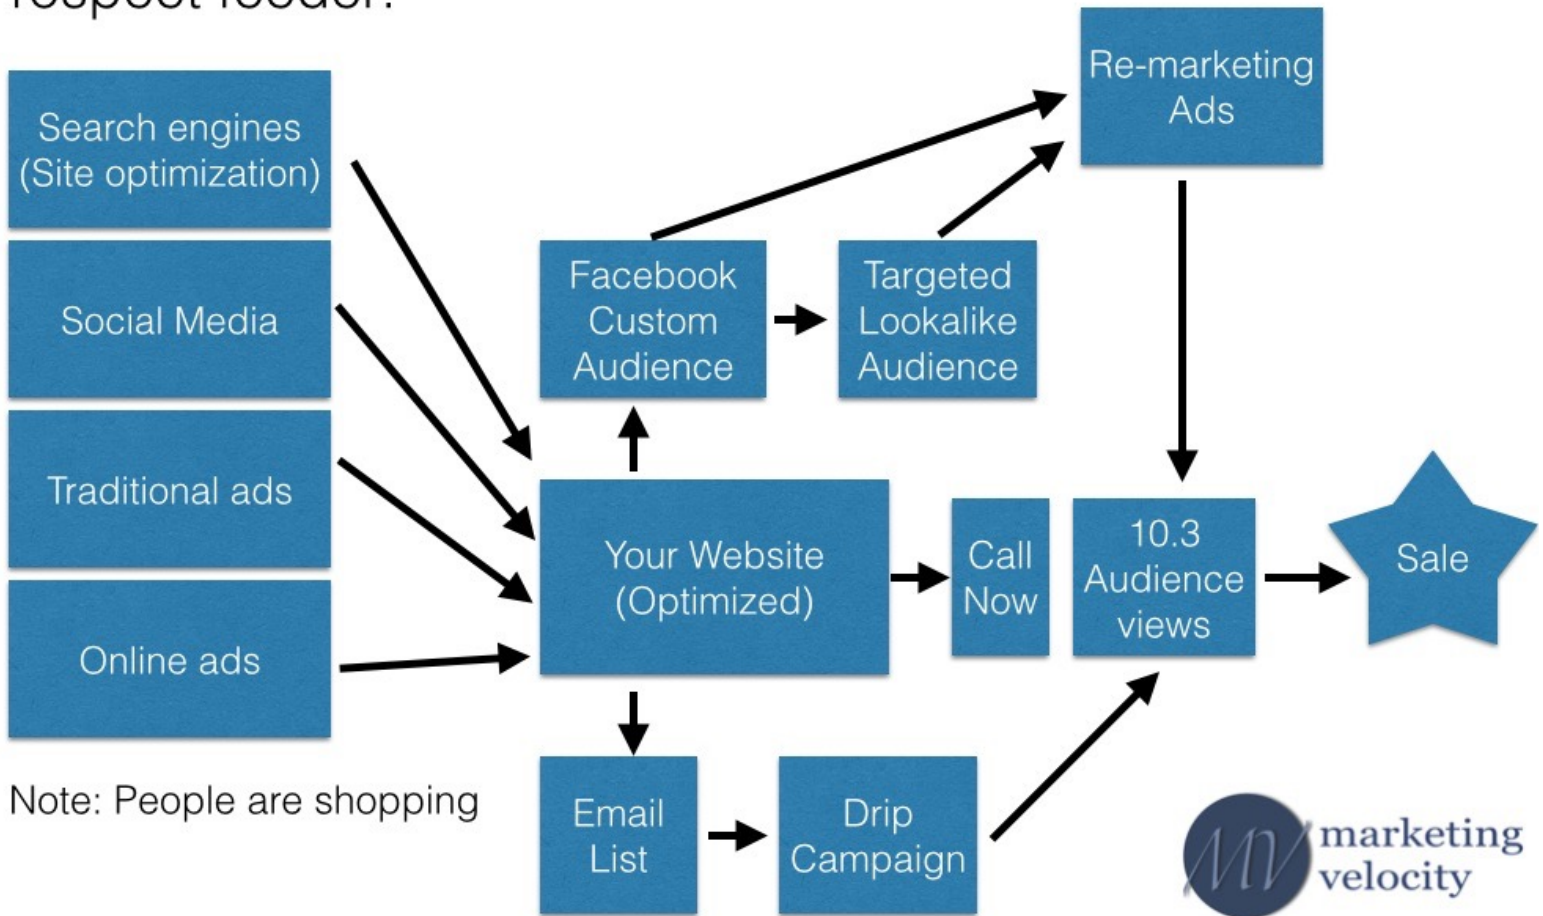 Search engines
(Site optimization)
Social Media
Traditional ads
Online ads
Note: People are shopping
Facebook
Custom
Audience
Targeted
Lookalike
Audience
Re-marketing
Ads
Your Website
(Optimized)
Call
Now
10.3
Audience
views
Sale
Email
List
Drip
Campaign
MV
marketing
velocity